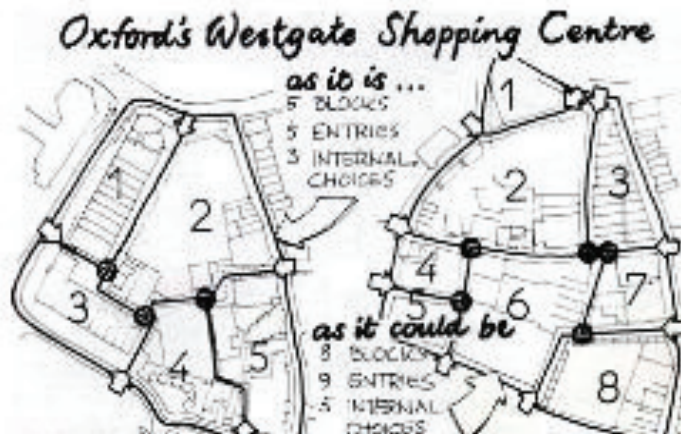 Oxford's Westgate Shopping Centre
as it is ...
5 BLOCKS
5 ENTRIES
3 INTERNAL
CHOICES
1
2
3
4
5
as it could be
8 BLOCKS
9 ENTRIES
5 INTERNAL
CHOICES
1
2
3
4
5
6
7
8